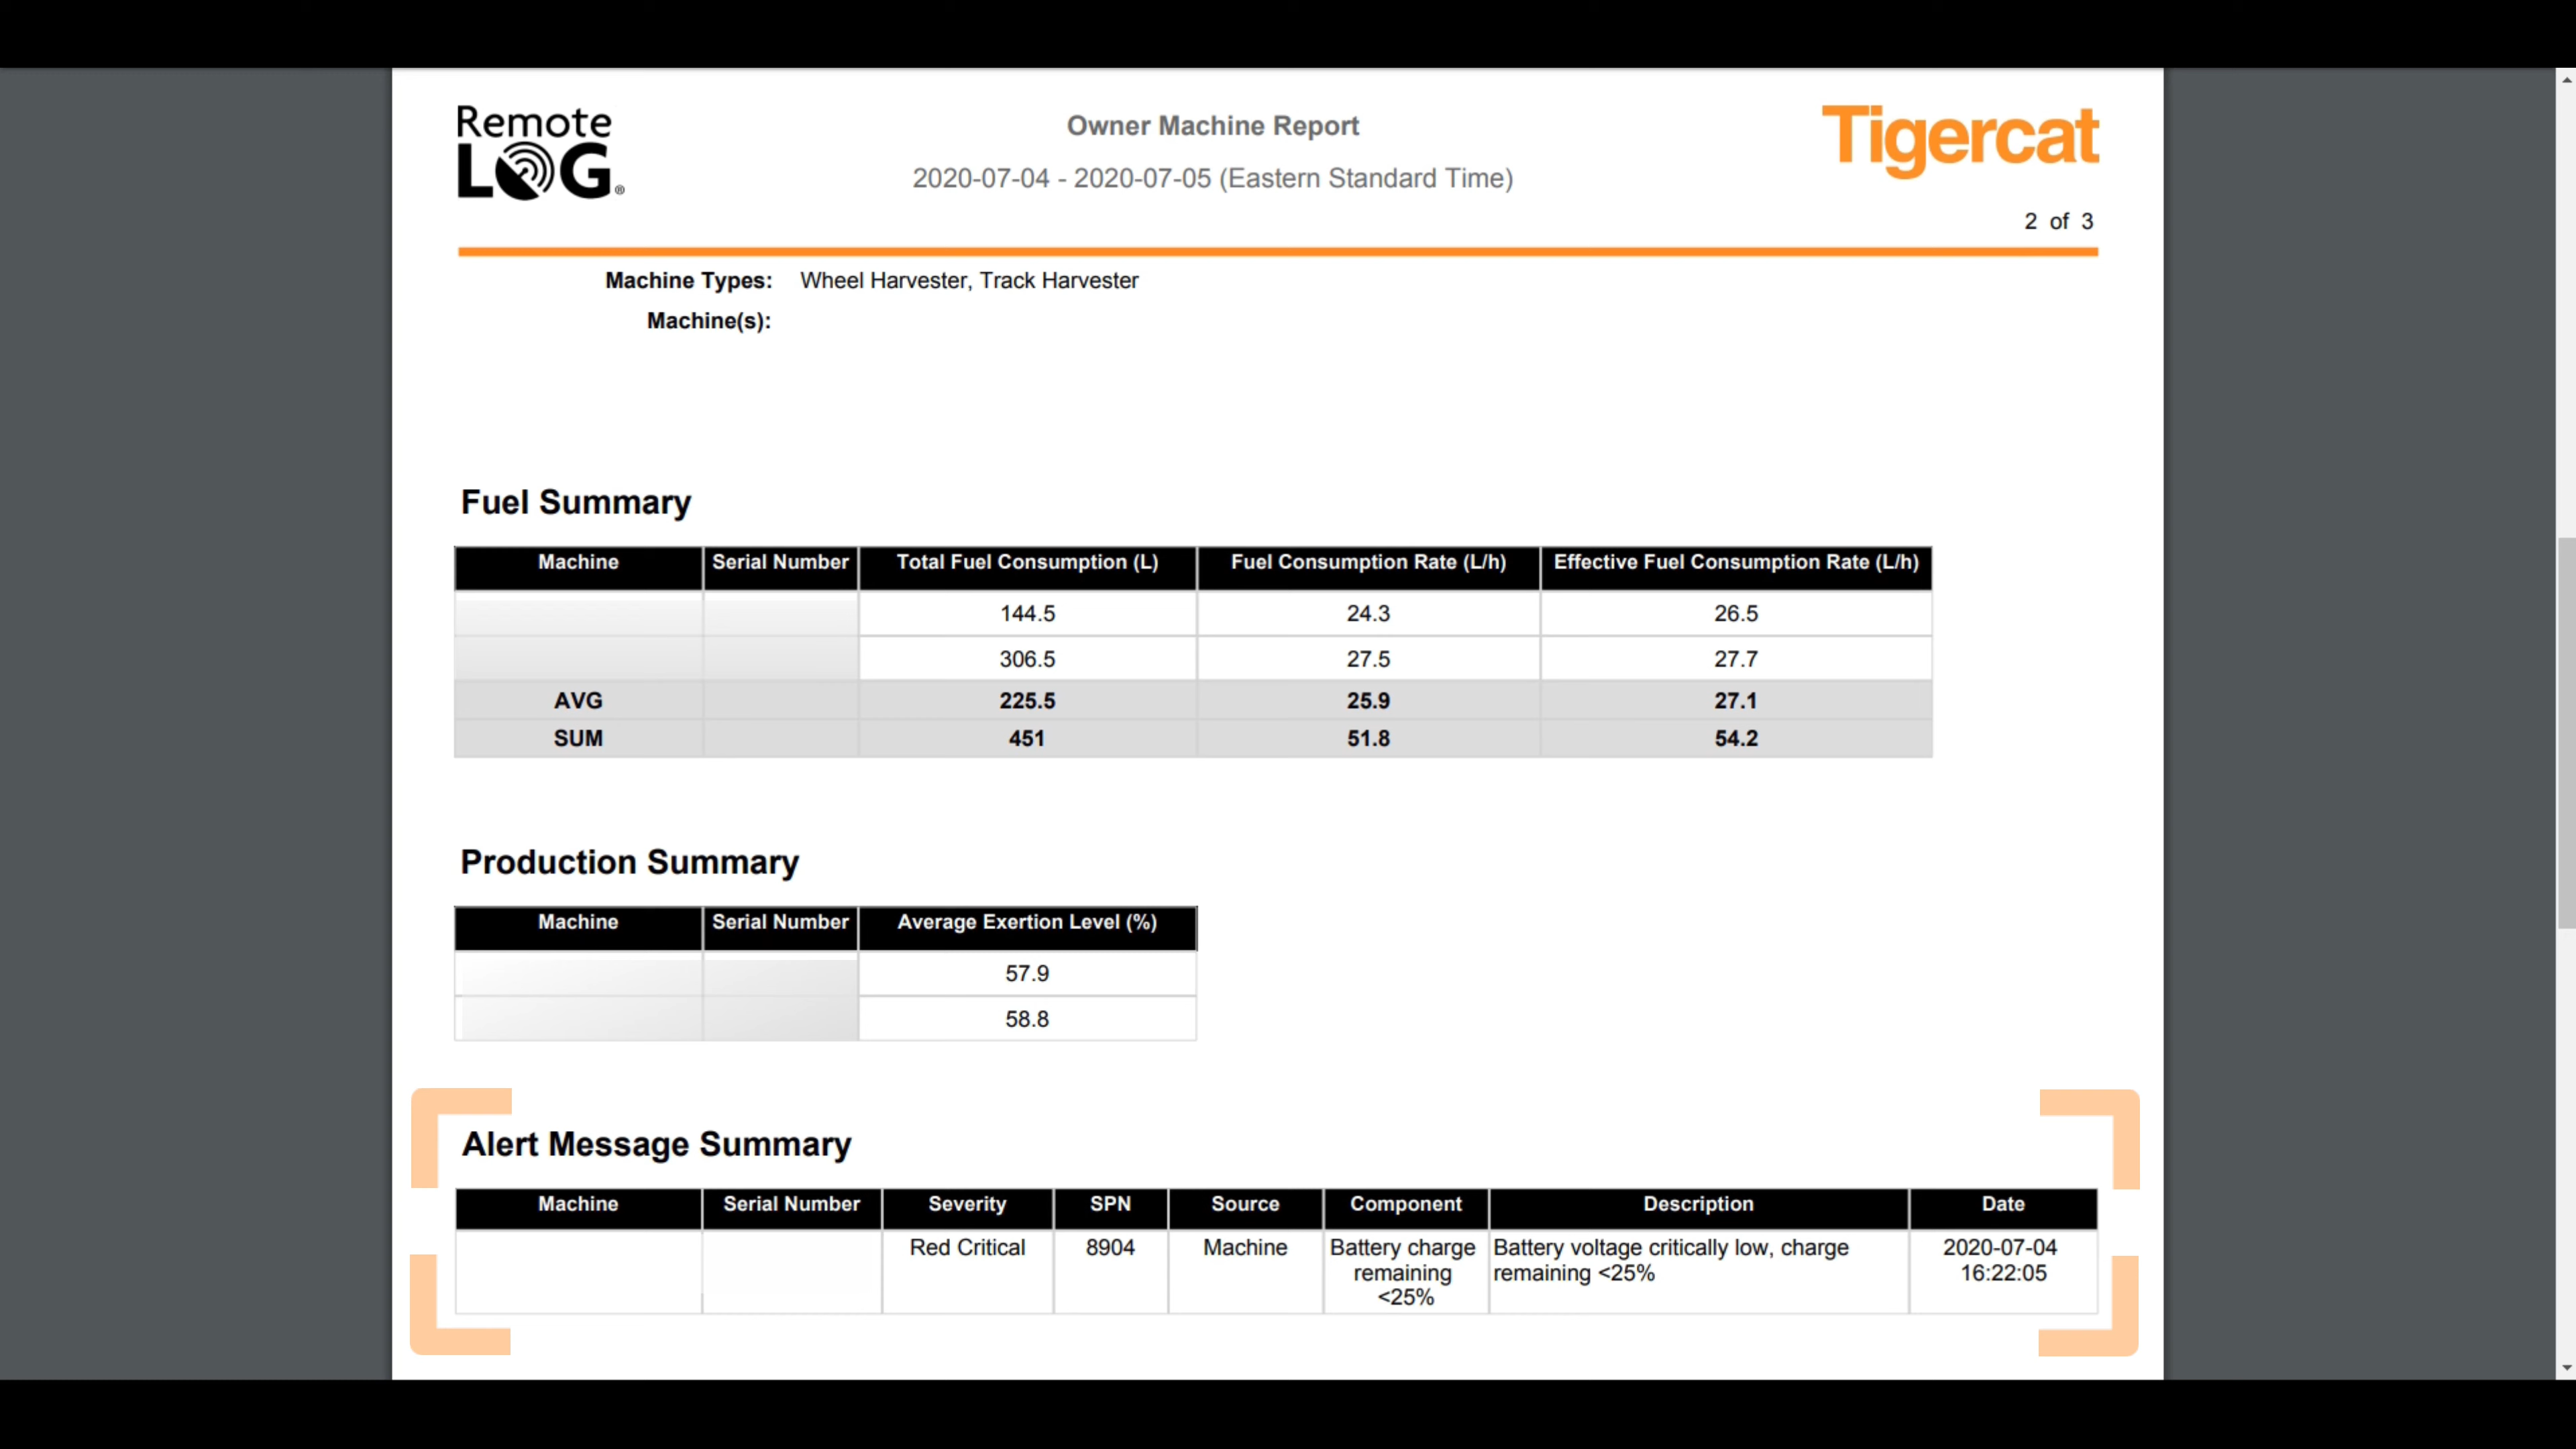 Remote
LOG®
Owner Machine Report
2020-07-04 - 2020-07-05 (Eastern Standard Time)
Tigercat
2 of 3
Machine Types: Wheel Harvester, Track Harvester
Machine(s):
Fuel Summary
Machine Serial Number Total Fuel Consumption (L) Fuel Consumption Rate (L/h) Effective Fuel Consumption Rate (L/h)
144.5 24.3 26.5
306.5 27.5 27.7
AVG 225.5 25.9 27.1
SUM 451 51.8 54.2
Production Summary
Machine Serial Number Average Exertion Level (%)
57.9
58.8
Alert Message Summary
Machine Serial Number Severity SPN Source Component Description Date
Red Critical 8904 Machine Battery charge Battery voltage critically low, charge 2020-07-04
remaining remaining <25% 16:22:05
<25%